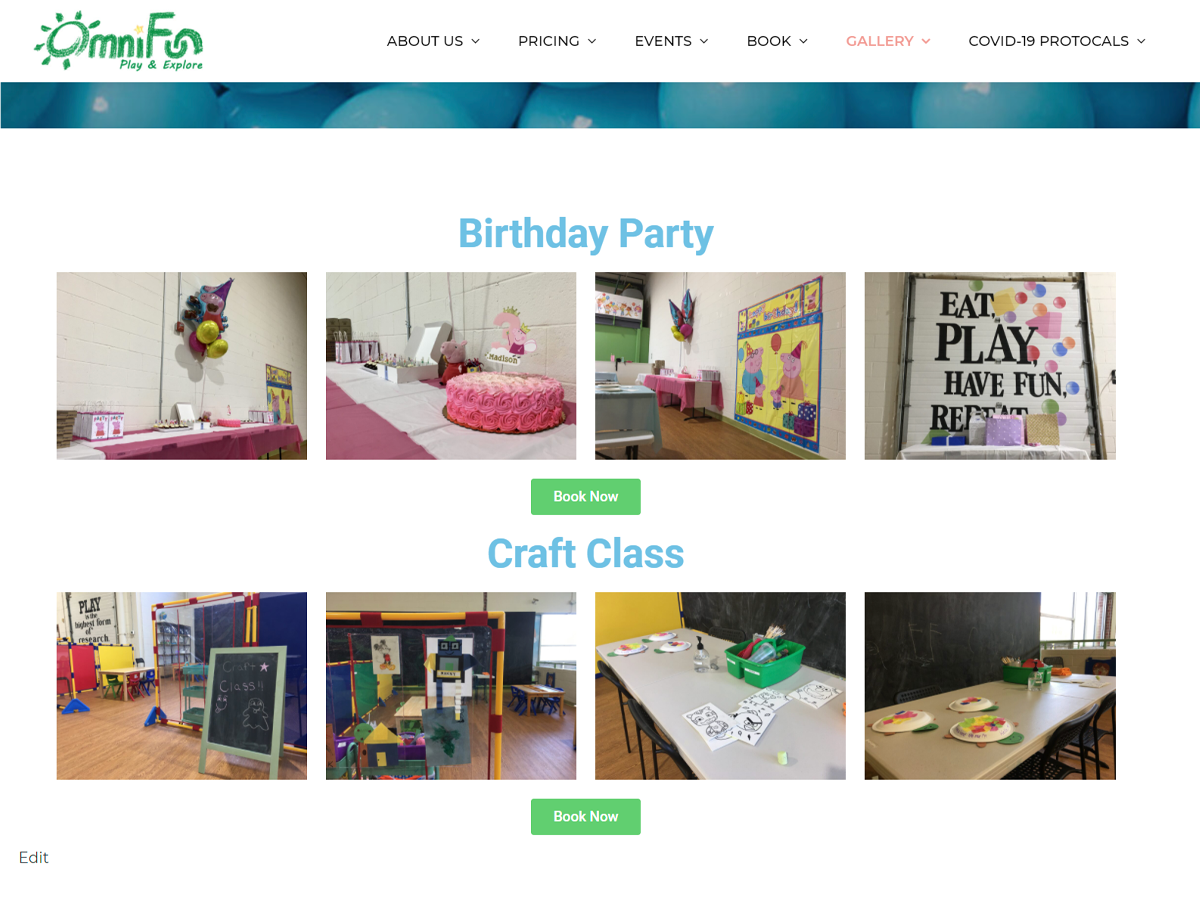 OmniFun
Play & Explore
ABOUT US
PRICING
EVENTS
BOOK
GALLERY
COVID-19 PROTOCALS
Birthday Party
Madison
EAT,
PLAY,
HAVE FUN,
REPEAT
Book Now
Craft Class
PLAY
is the
highest form
of
research
Craft
Class!!
Book Now
Edit